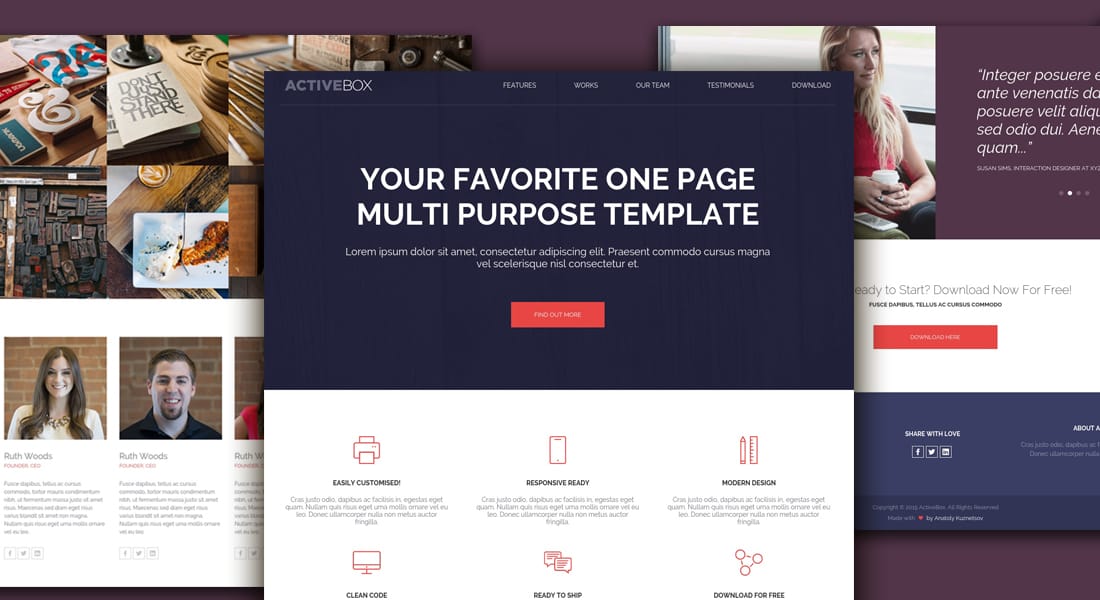 DON'T
JUST
STAND
THERE
&
Ruth Woods
FOUNDER, CEO
Fusce dapibus, tellus ac cursus
commodo, tortor mauris condimentum
nibh, ut fermentum massa justo sit amet
risus. Maecenas sed diam eget risus
varius blandit sit amet non magna.
Nullam quis risus eget urna mollis ornare
vel eu leo.
Ruth Woods
FOUNDER, CEO
Fusce dapibus, tellus ac cursus
commodo, tortor mauris condimentum
nibh, ut fermentum massa justo sit amet
risus. Maecenas sed diam eget risus
varius blandit sit amet non magna.
Nullam quis risus eget urna mollis ornare
vel eu leo.
Ruth W
FOUNDER,
ACTIVEBOX
FEATURES WORKS OUR TEAM TESTIMONIALS DOWNLOAD
YOUR FAVORITE ONE PAGE
MULTI PURPOSE TEMPLATE
Lorem ipsum dolor sit amet, consectetur adipiscing elit. Praesent commodo cursus magna
vel scelerisque nisl consectetur et.
FIND OUT MORE
EASILY CUSTOMISED!
Cras justo odio, dapibus ac facilisis in, egestas eget
quam. Nullam quis risus eget urna mollis ornare vel eu
leo. Donec ullamcorper nulla non metus auctor
fringilla.
RESPONSIVE READY
Cras justo odio, dapibus ac facilisis in, egestas eget
quam. Nullam quis risus eget urna mollis ornare vel eu
leo. Donec ullamcorper nulla non metus auctor
fringilla.
MODERN DESIGN
Cras justo odio, dapibus ac facilisis in, egestas eget
quam. Nullam quis risus eget urna mollis ornare vel eu
leo. Donec ullamcorper nulla non metus auctor
fringilla.
CLEAN CODE
READY TO SHIP
DOWNLOAD FOR FREE
“Integer posuere e
ante venenatis da
posuere velit aliqu
sed odio dui. Aene
quam...”
SUSAN SIMS, INTERACTION DESIGNER AT XYZ
eady to Start? Download Now For Free!
FUSCE DAPIBUS, TELLUS AC CURSUS COMMODO
DOWNLOAD HERE
SHARE WITH LOVE
ABOUT A
Cras justo odio, dapibus ac f
Donec ullamcorper nulla non
Copyright © 2015 ActiveBox. All Rights Reserved
Made with ♥ by Anatoly Kuznetsov